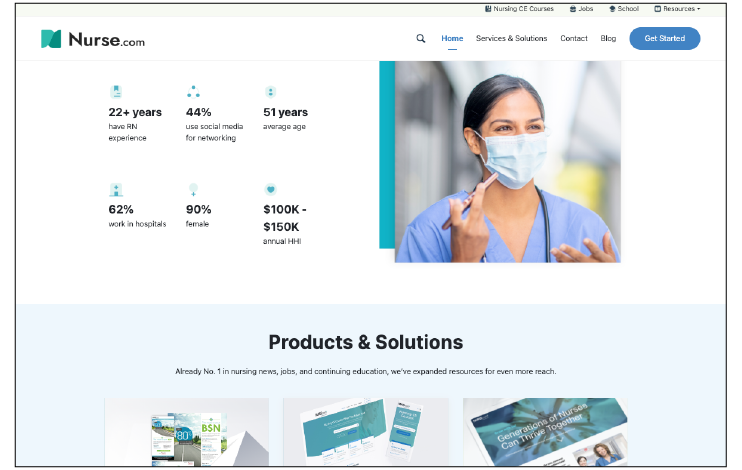 Nursing CE Courses
Jobs
School
Resources
Nurse.com
Home
Services & Solutions
Contact
Blog
Get Started
22+ years
have RN
experience
44%
use social media
for networking
51 years
average age
62%
work in hospitals
90%
female
$100K -
$150K
annual HHI
Products & Solutions
Already No. 1 in nursing news, jobs, and continuing education, we've expanded resources for even more reach.
80°
BSN
Generations of Nurses
Can Thrive Together